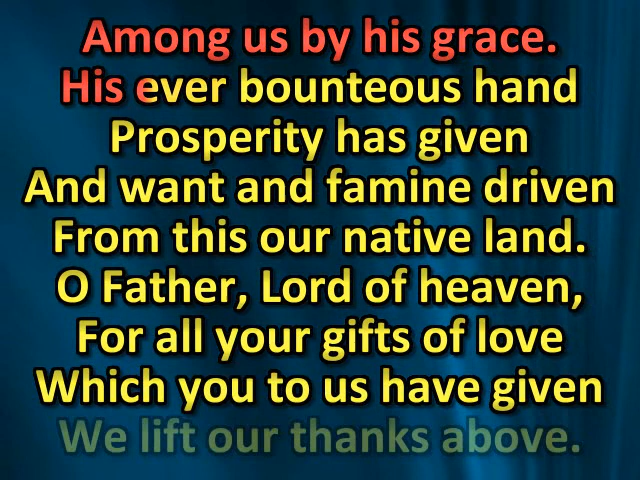 Among us by his grace.
His ever bounteous hand
Prosperity has given
And want and famine driven
From this our native land.
O Father, Lord of heaven,
For all your gifts of love
Which you to us have given
We lift our thanks above.